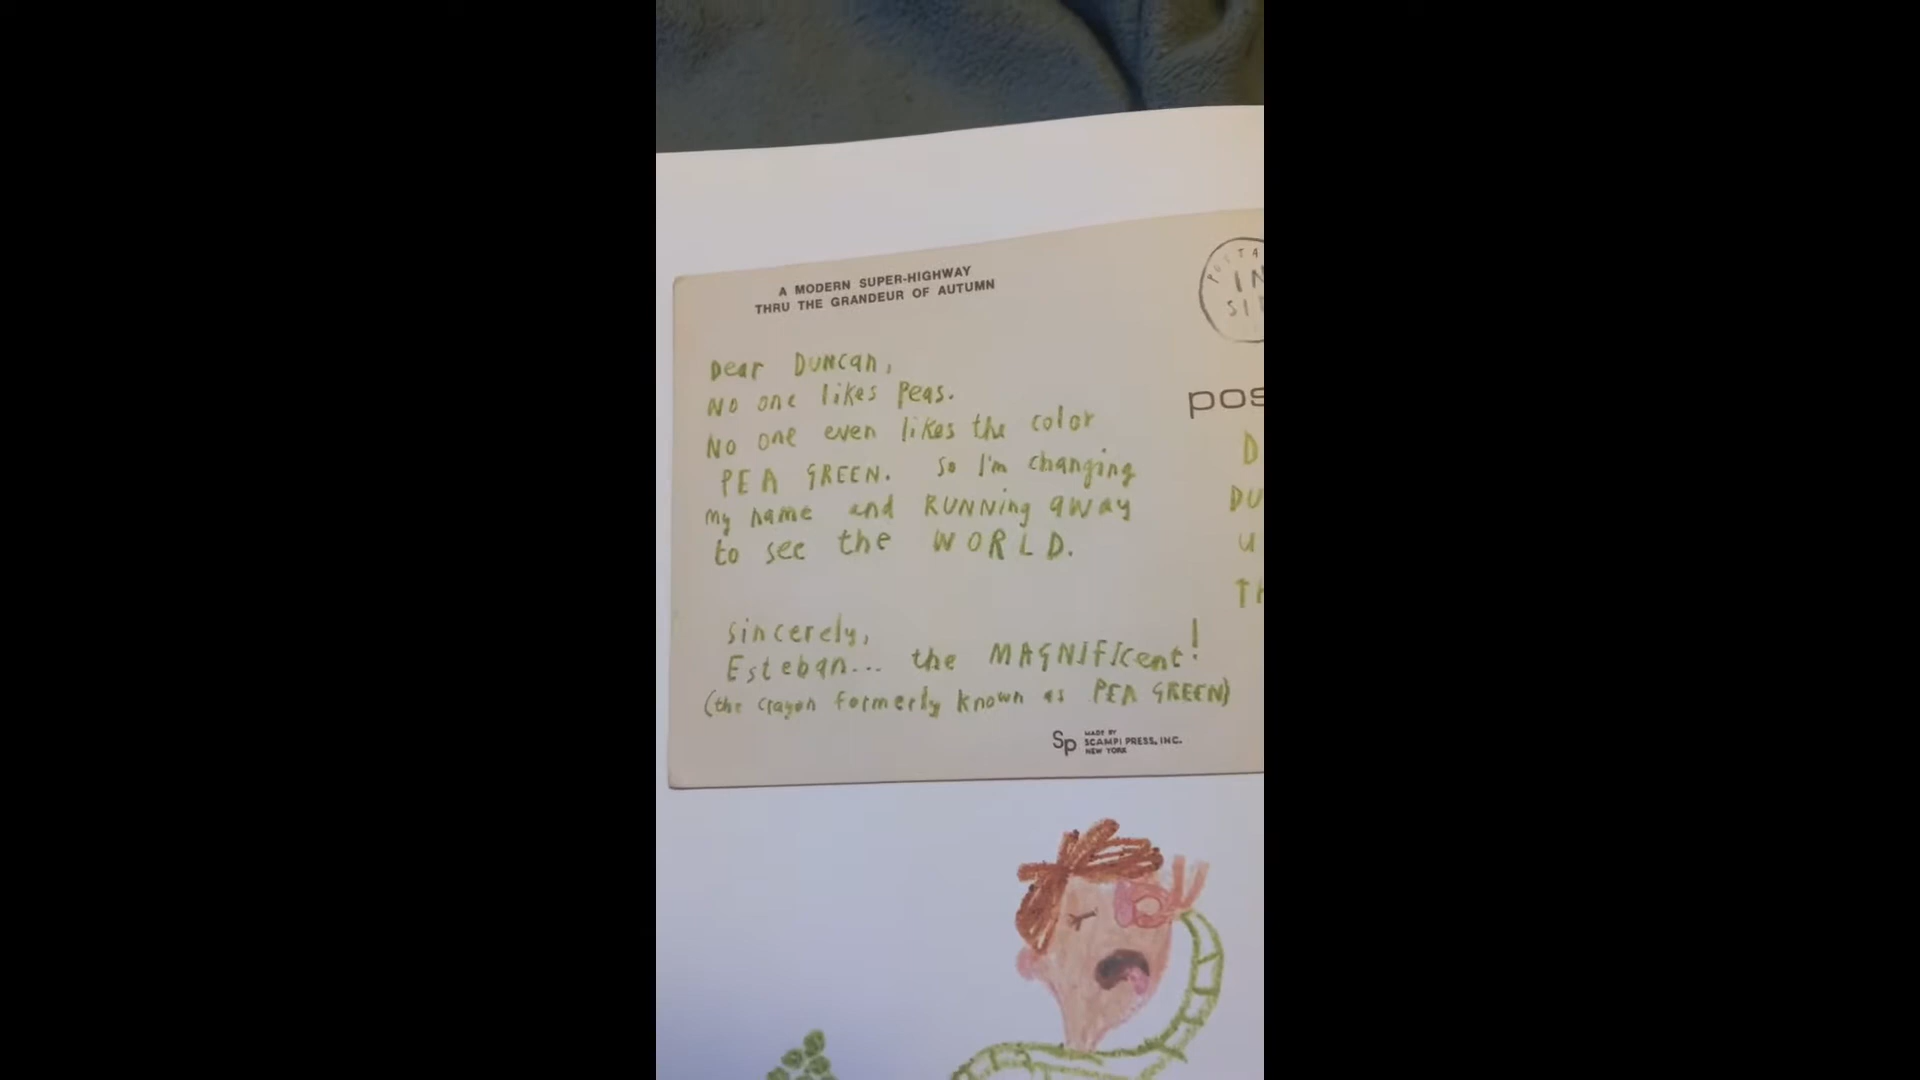 A MODERN SUPER-HIGHWAY
THRU THE GRANDEUR OF AUTUMN
Dear Duncan,
No one likes Peas.
No one even likes the color
PEA GREEN. So I'm changing
my name and RUNNing away
to see the WORLD.
Sincerely,
Esteban... the MAGNIFIcent!
(the crayon formerly known as PEA GREEN)
Sp
MADE BY
SCAMPI PRESS, INC.
NEW YORK